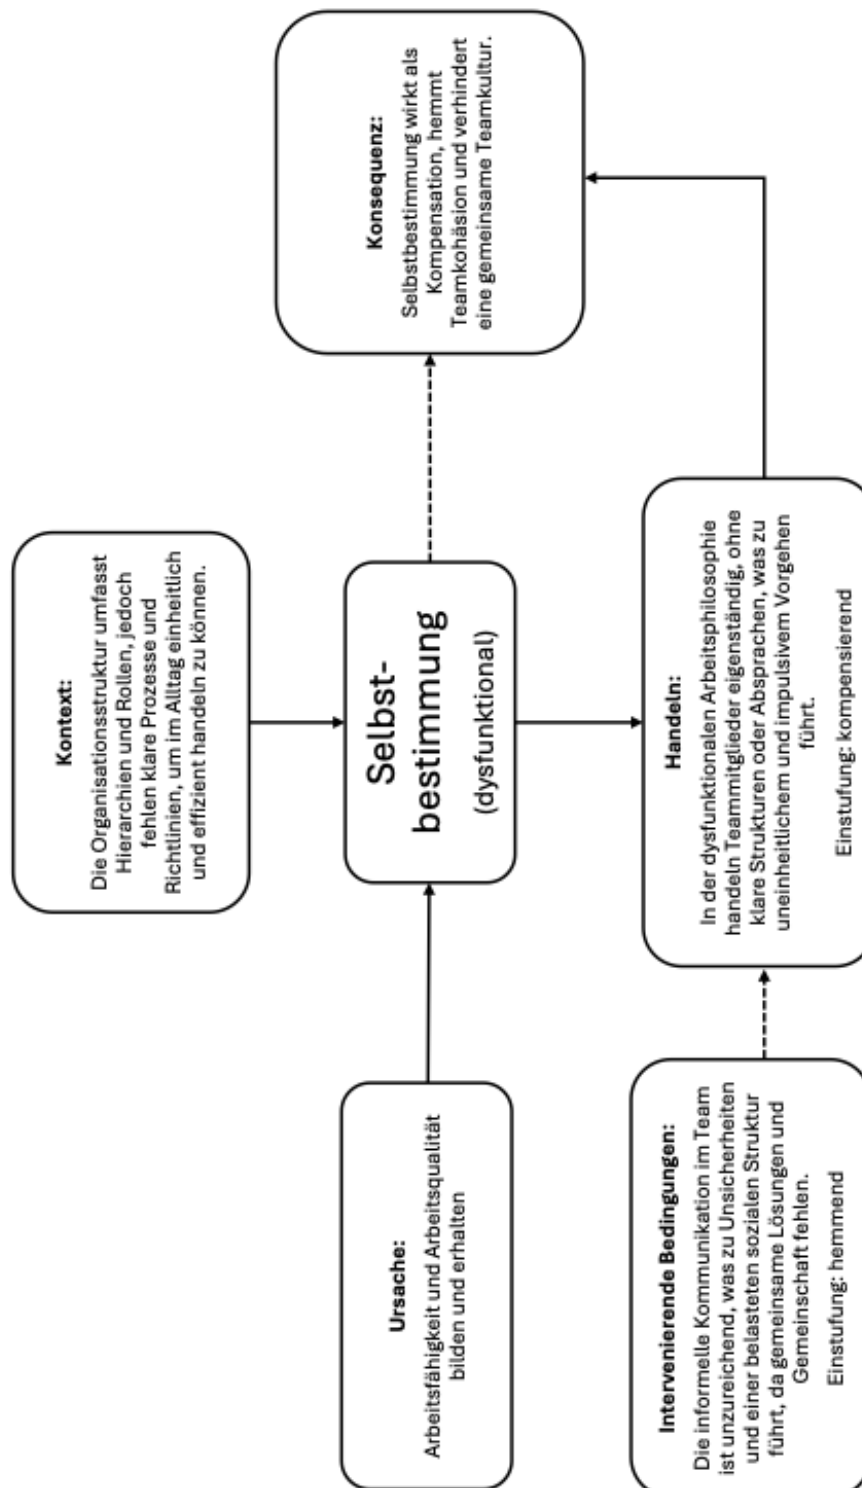 Kontext:
Die Organisationsstruktur umfasst
Hierarchien und Rollen, jedoch
fehlen klare Prozesse und
Richtlinien, um im Alltag einheitlich
und effizient handeln zu können.
Ursache:
Arbeitsfähigkeit und Arbeitsqualität
bilden und erhalten
Selbst-
bestimmung
(dysfunktional)
Konsequenz:
Selbstbestimmung wirkt als
Kompensation, hemmt
Teamkohäsion und verhindert
eine gemeinsame Teamkultur.
Intervenierende Bedingungen:
Die informelle Kommunikation im Team
ist unzureichend, was zu Unsicherheiten
und einer belasteten sozialen Struktur
führt, da gemeinsame Lösungen und
Gemeinschaft fehlen.
Einstufung: hemmend
Handeln:
In der dysfunktionalen Arbeitsphilosophie
handeln Teammitglieder eigenständig, ohne
klare Strukturen oder Absprachen, was zu
uneinheitlichem und impulsivem Vorgehen
führt.
Einstufung: kompensierend